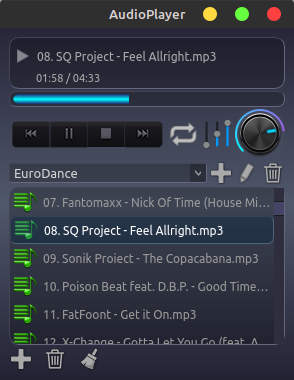 AudioPlayer
08. SQ Project - Feel Allright.mp3
01:58 / 04:33
EuroDance
07. Fantomaxx - Nick Of Time (House Mi...
08. SQ Project - Feel Allright.mp3
09. Sonik Project - The Copacabana.mp3
10. Poison Beat feat. D.B.P. - Good Time...
11. FatFoont - Get it On.mp3
12. X-Change - Gotta Let You Go (feat. A...